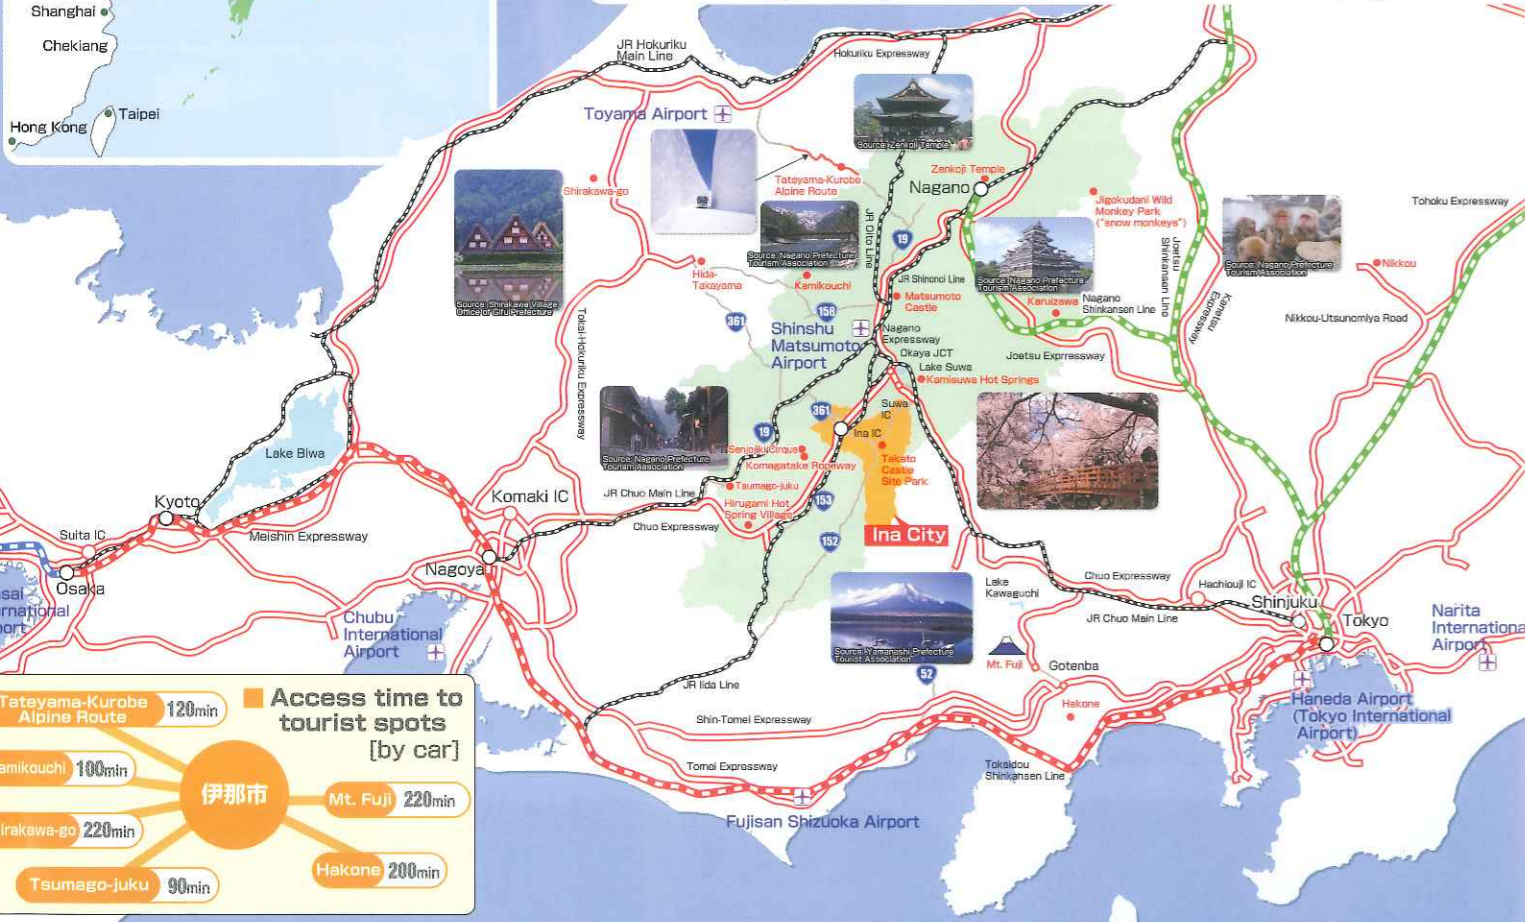 Shanghai
Chekiang
Taipei
Hong Kong
JR Hokuriku
Main Line
Hokuriku Expressway
Toyama Airport
Source: Zenkoji Temple
Tateyama-Kurobe
Alpine Route
Zenkoji Temple
Nagano
Shirakawa-go
Jigokudani Wild
Monkey Park
("snow monkeys")
Tohoku Expressway
JR Oito Line
19
Source: Nagano Prefecture
Tourism Association
Source: Nagano Prefecture
Tourism Association
Source: Nagano Prefecture
Tourism Association
Joetsu
Shinkansen Line
Nikkou
Hida-
Takayama
Kamikouchi
JR Shinonoi Line
Source: Shirakawa Village
Office of Gifu Prefecture
Matsumoto
Castle
Karuizawa
Nagano
Shinkansen Line
Kanetsu
Expressway
Nikkou-Utsunomiya Road
361
158
Shinshu
Matsumoto
Airport
Nagano
Expressway
Okaya JCT
Lake Suwa
Joetsu Exprressway
Kamisuwa Hot Springs
Tokai-Hokuriku Expressway
361
Suwa
IC
19
Ina IC
Source: Nagano Prefecture
Tourism Association
Senjojiki Cirque
Komagatake Ropeway
Takato
Castle
Site Park
Lake Biwa
Tsumago-juku
Komaki IC
JR Chuo Main Line
Hirugami Hot
Spring Village
153
Kyoto
Chuo Expressway
Ina City
152
Suita IC
Meishin Expressway
Nagoya
Osaka
Lake
Kawaguchi
Chuo Expressway
Hachiouji IC
Shinjuku
JR Chuo Main Line
Tokyo
Narita
Internationa
Airport
Chubu
International
Airport
Source: Yamanashi Prefecture
Tourist Association
Mt. Fuji
Gotenba
52
JR Iida Line
Hakone
Haneda Airport
(Tokyo International
Airport)
Shin-Tomei Expressway
Tomei Expressway
Tokaidou
Shinkansen Line
Fujisan Shizuoka Airport
Access time to
tourist spots
[by car]
Tateyama-Kurobe
Alpine Route
120min
amikouchi 100min
伊那市
Mt. Fuji 220min
irakawa-go 220min
Hakone 200min
Tsumago-juku 90min